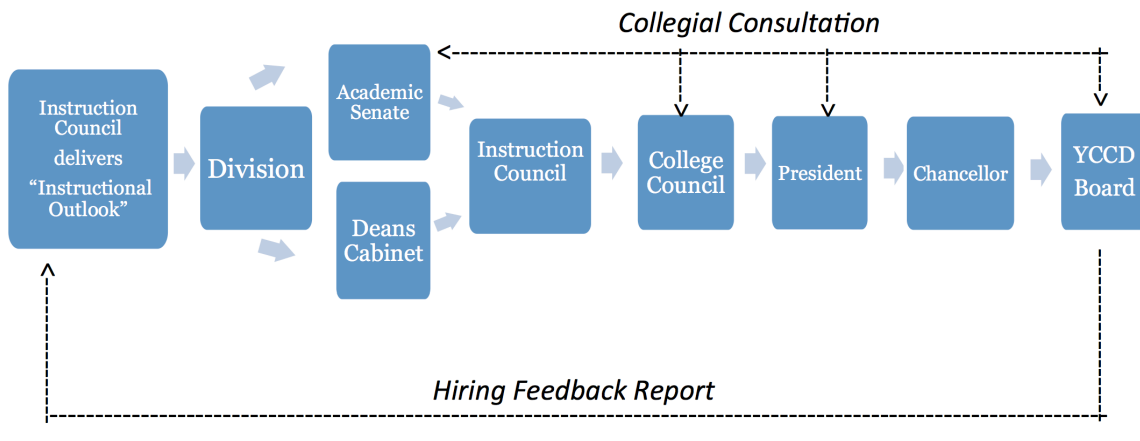 Collegial Consultation
Instruction
Council
delivers
“Instructional
Outlook”
Division
Academic
Senate
Deans
Cabinet
Instruction
Council
College
Council
President
Chancellor
YCCD
Board
Hiring Feedback Report